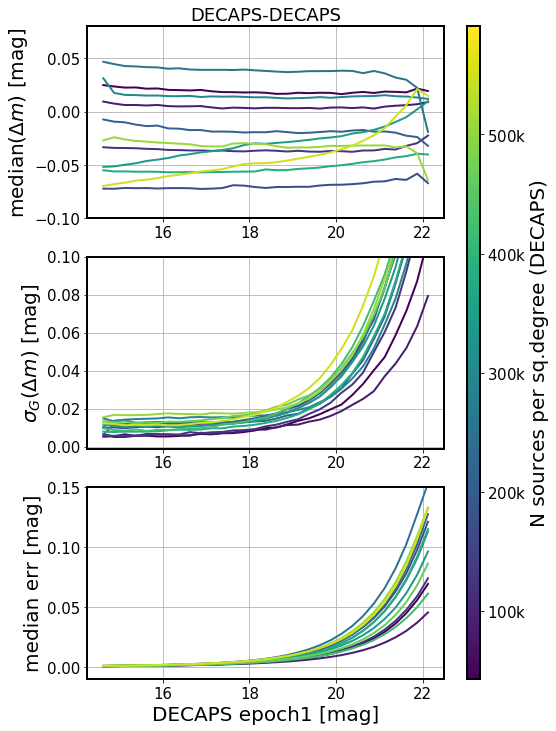 DECAPS-DECAPS
median(Δm) [mag]
0.05
0.00
−0.05
−0.10
16
18
20
22
σ_G(Δm) [mag]
0.10
0.08
0.06
0.04
0.02
0.00
16
18
20
22
median err [mag]
0.15
0.10
0.05
0.00
16
18
20
22
DECAPS epoch1 [mag]
500k
400k
300k
200k
100k
N sources per sq.degree (DECAPS)